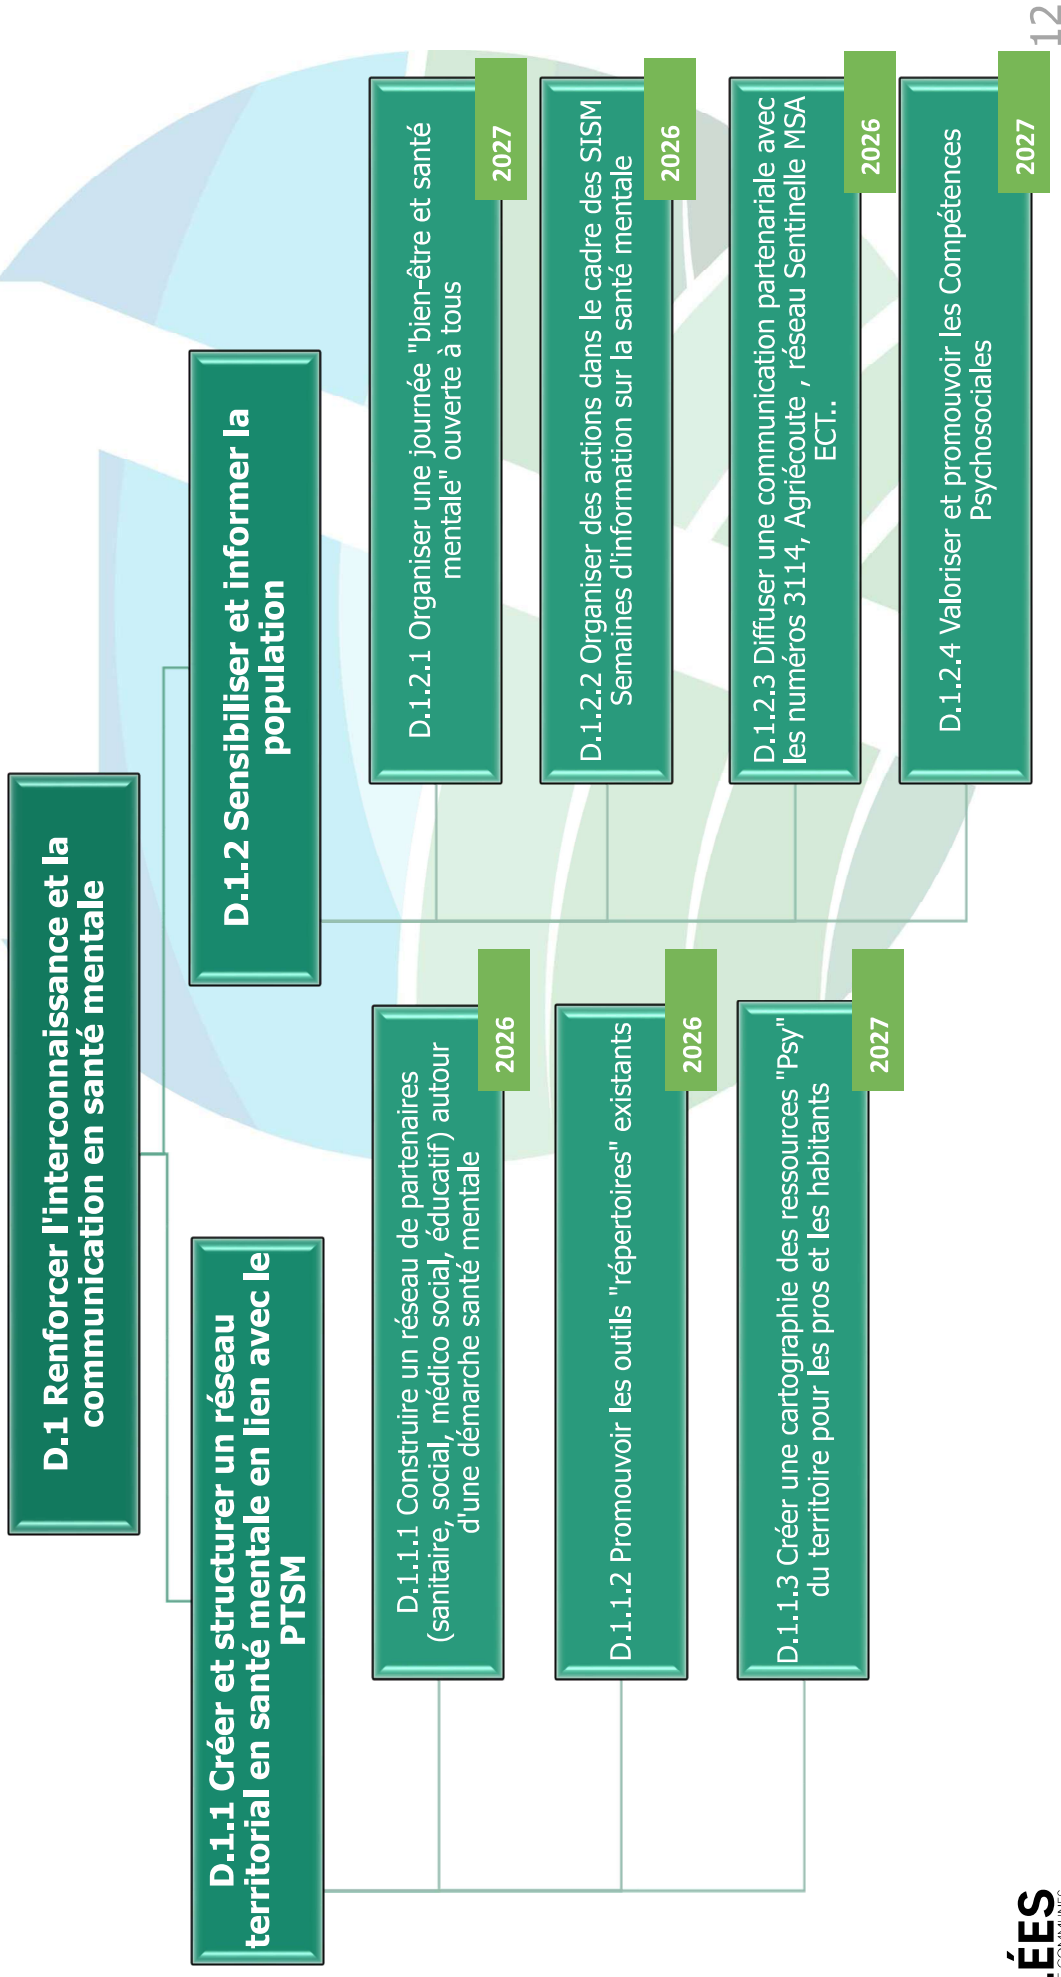 D.1 Renforcer l'interconnaissance et la
communication en santé mentale
D.1.1 Créer et structurer un réseau
territorial en santé mentale en lien avec le
PTSM
D.1.1.1 Construire un réseau de partenaires
(sanitaire, social, médico social, éducatif) autour
d'une démarche santé mentale
2026
D.1.1.2 Promouvoir les outils "répertoires" existants
2026
D.1.1.3 Créer une cartographie des ressources "Psy"
du territoire pour les pros et les habitants
2027
D.1.2 Sensibiliser et informer la
population
D.1.2.1 Organiser une journée "bien-être et santé
mentale" ouverte à tous
2027
D.1.2.2 Organiser des actions dans le cadre des SISM
Semaines d'information sur la santé mentale
2026
D.1.2.3 Diffuser une communication partenariale avec
les numéros 3114, Agriécoute , réseau Sentinelle MSA
ECT..
2026
D.1.2.4 Valoriser et promouvoir les Compétences
Psychosociales
2027
ÉES
COMMUNES
12